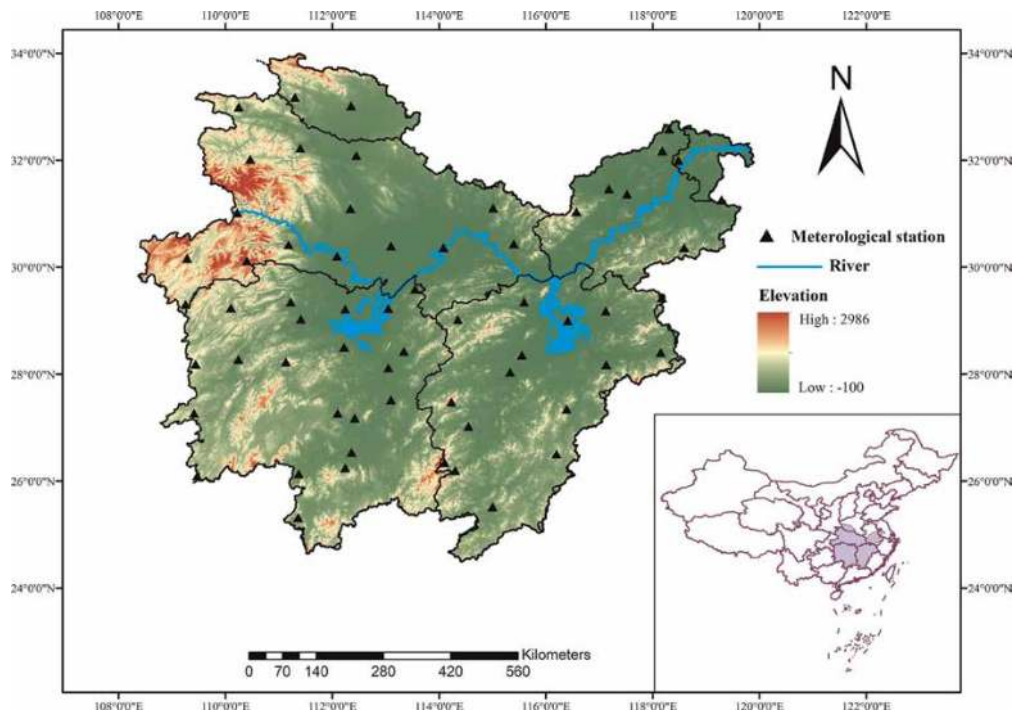 108°0'0"E 110°0'0"E 112°0'0"E 114°0'0"E 116°0'0"E 118°0'0"E 120°0'0"E 122°0'0"E
34°0'0"N 34°0'0"N
N
32°0'0"N 32°0'0"N
Meterological station
River
30°0'0"N 30°0'0"N
Elevation
High : 2986
28°0'0"N 28°0'0"N
Low : -100
26°0'0"N 26°0'0"N
24°0'0"N 24°0'0"N
Kilometers
0 70 140 280 420 560
108°0'0"E 110°0'0"E 112°0'0"E 114°0'0"E 116°0'0"E 118°0'0"E 120°0'0"E 122°0'0"E